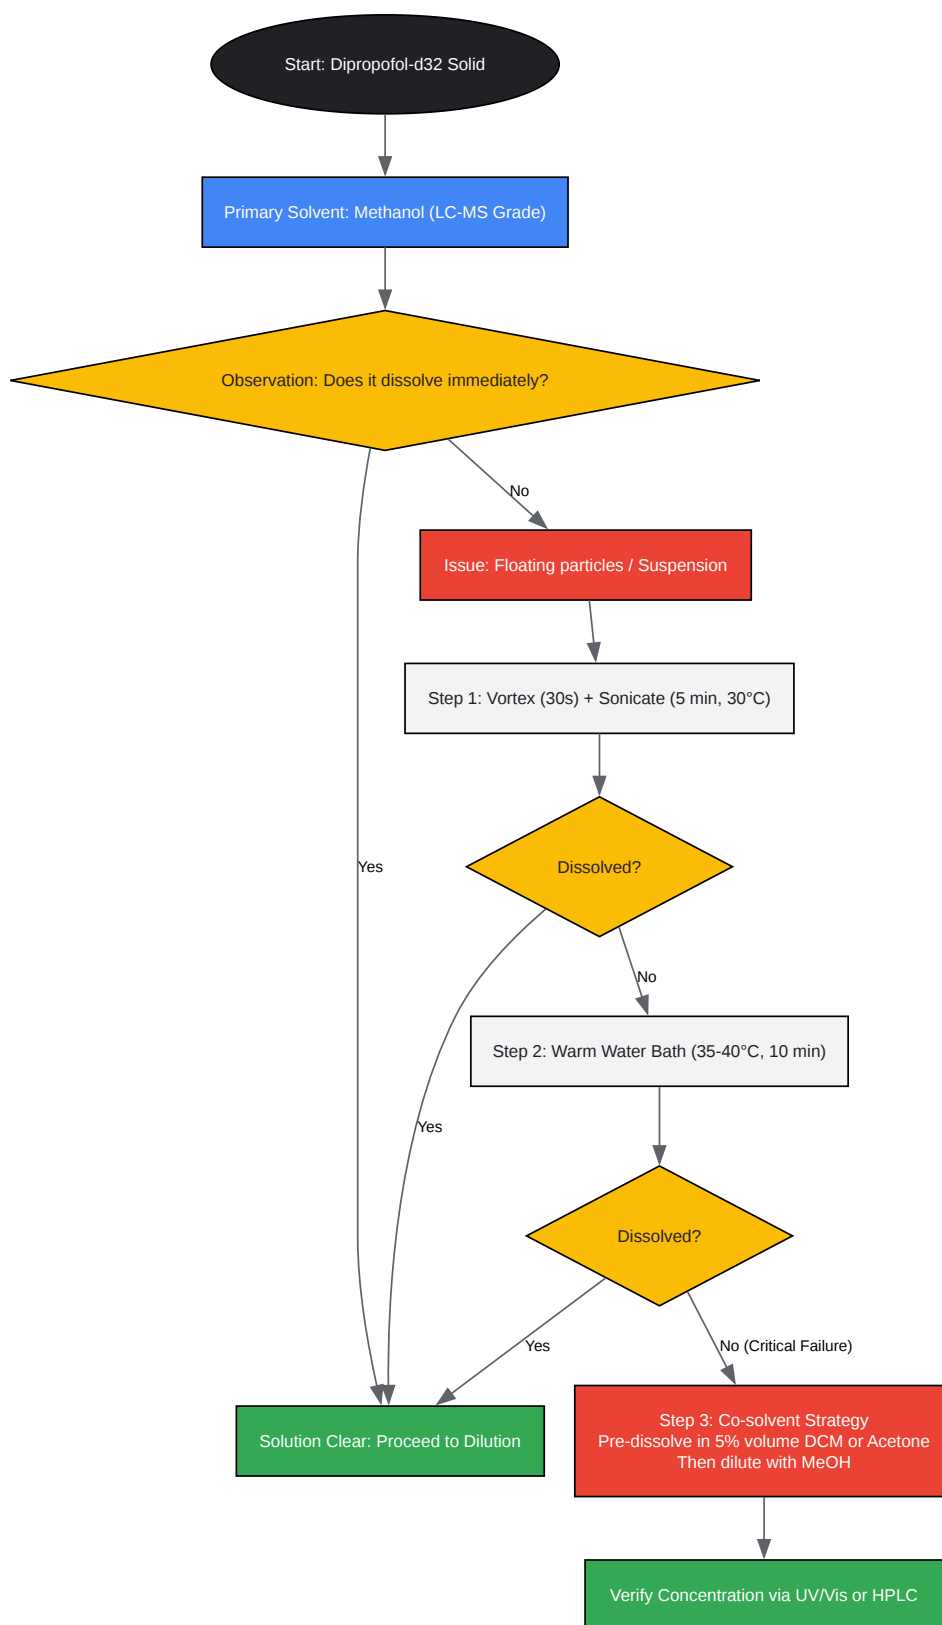 Start: Dipropofol-d32 Solid
Primary Solvent: Methanol (LC-MS Grade)
Observation: Does it dissolve immediately?
No
Issue: Floating particles / Suspension
Step 1: Vortex (30s) + Sonicate (5 min, 30°C)
Yes
Dissolved?
No
Step 2: Warm Water Bath (35-40°C, 10 min)
Yes
Dissolved?
Yes
No (Critical Failure)
Solution Clear: Proceed to Dilution
Step 3: Co-solvent Strategy
Pre-dissolve in 5% volume DCM or Acetone
Then dilute with MeOH
Verify Concentration via UV/Vis or HPLC